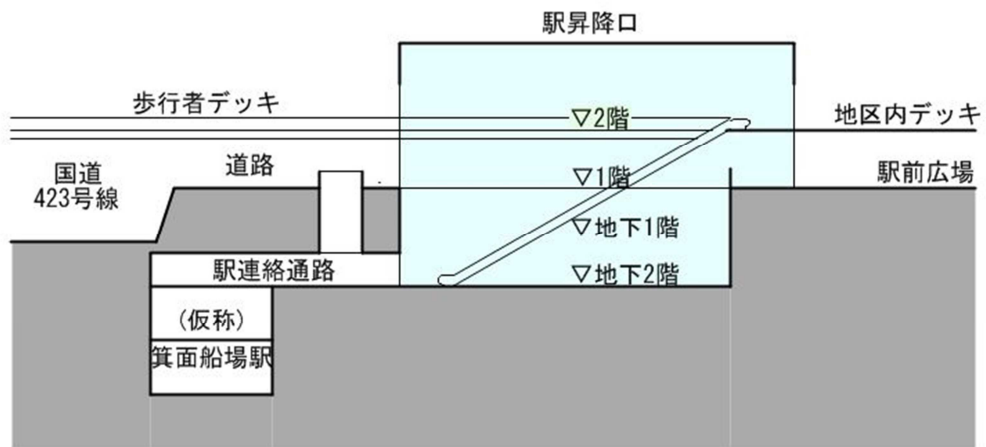 駅昇降口
歩行者デッキ
▽2階
地区内デッキ
国道
423号線
道路
▽1階
駅前広場
▽地下1階
駅連絡通路
▽地下2階
(仮称)
箕面船場駅